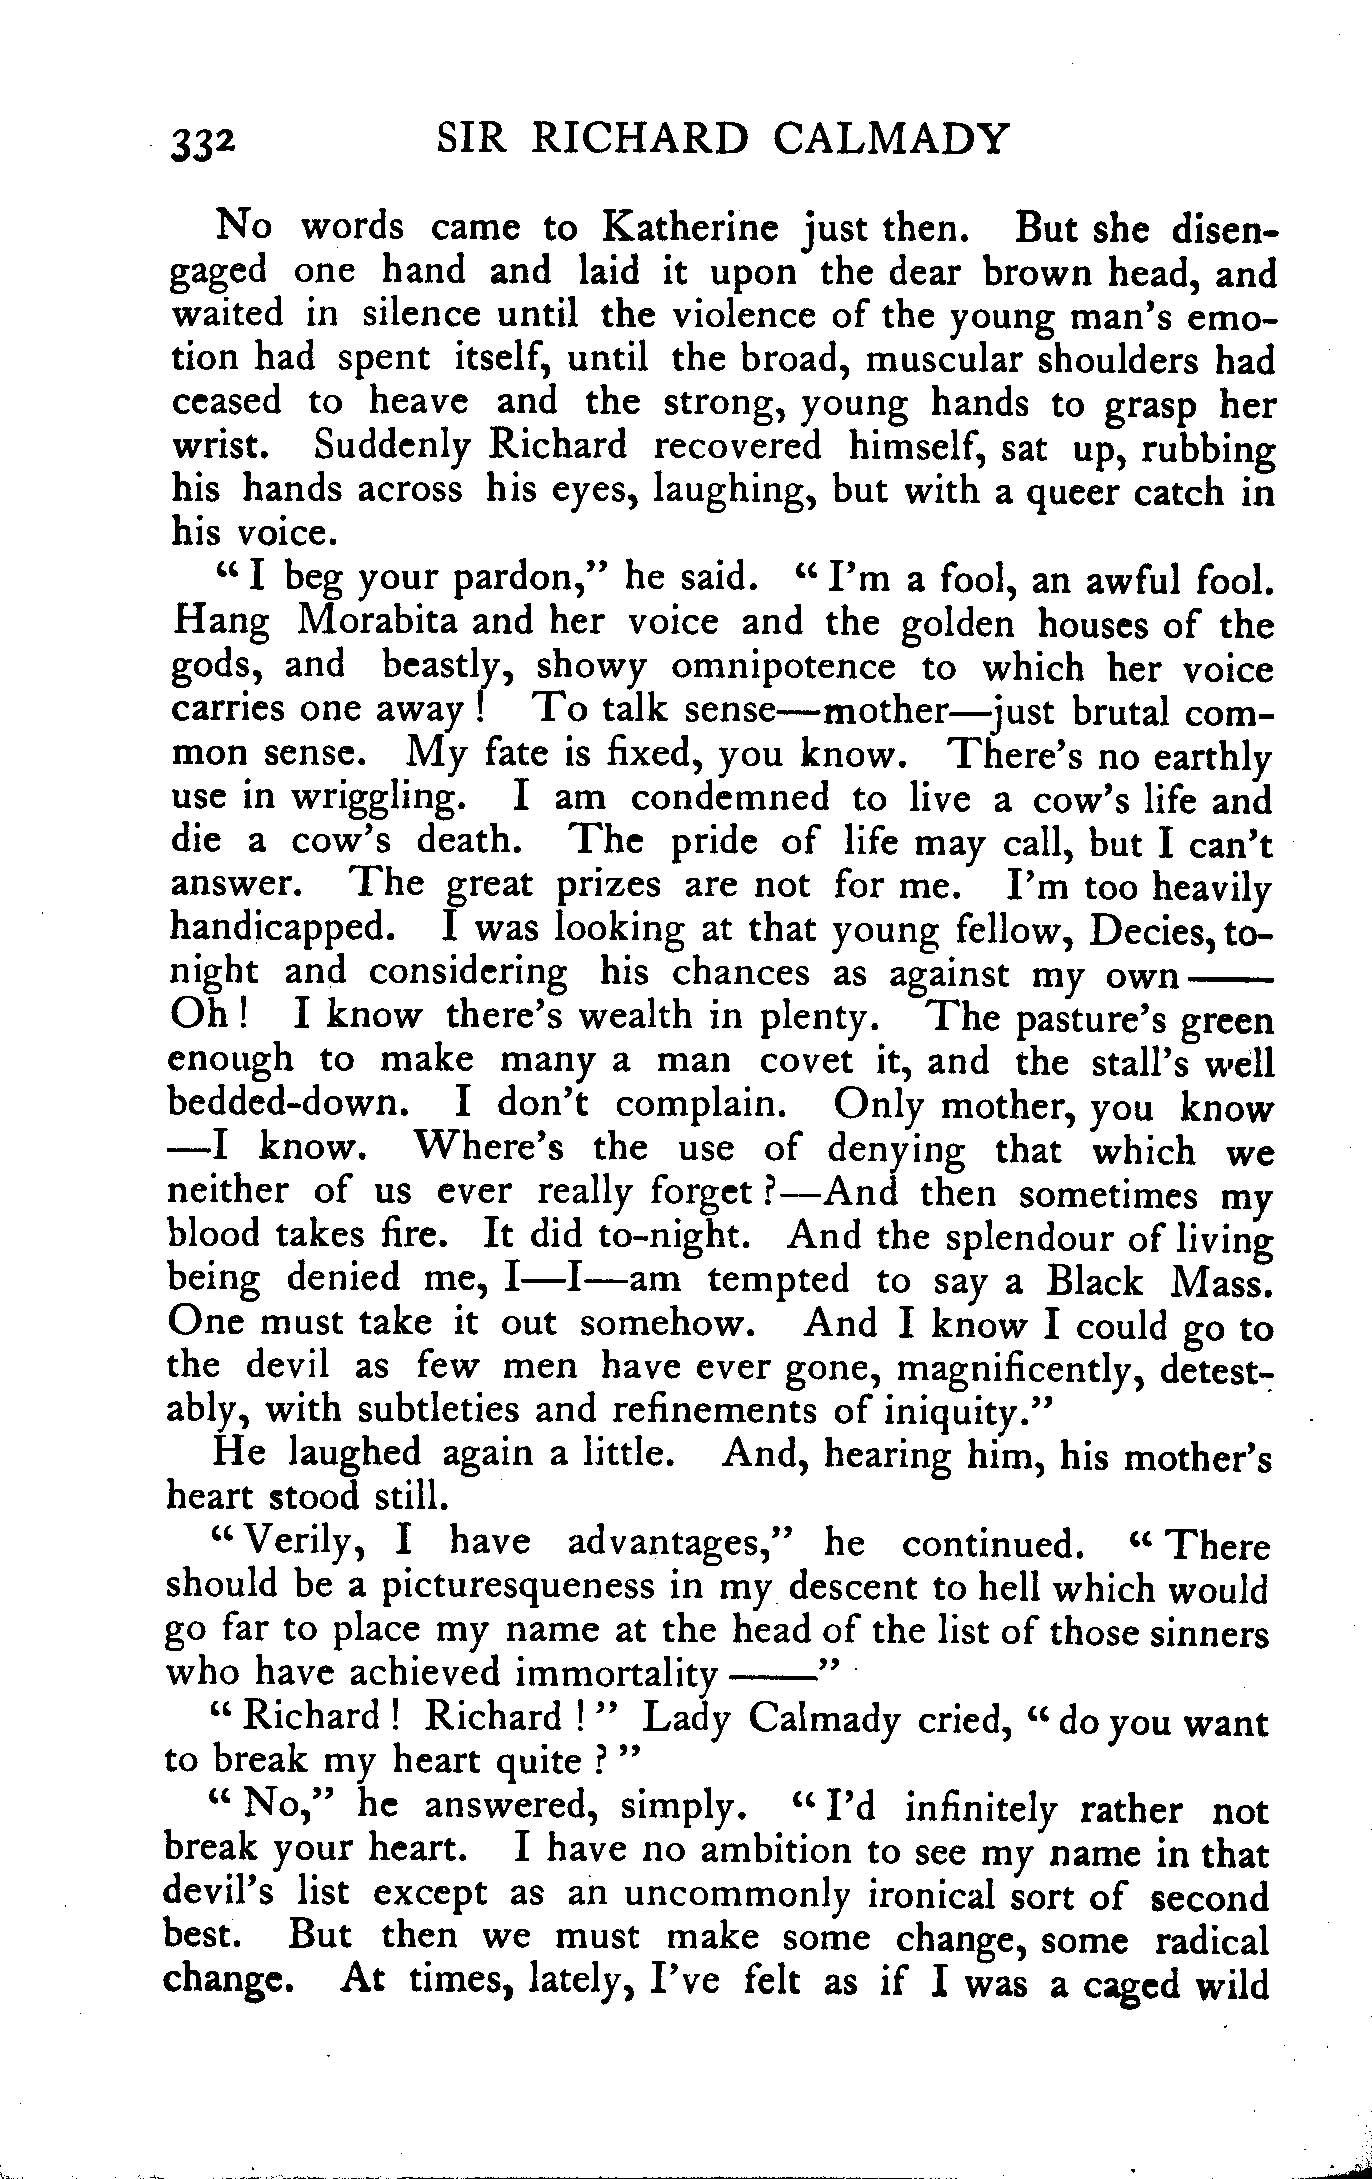 332 SIR RICHARD CALMADY
No words came to Katherine just then. But she disen-
gaged one hand and laid it upon the dear brown head, and
waited in silence until the violence of the young man's emo-
tion had spent itself, until the broad, muscular shoulders had
ceased to heave and the strong, young hands to grasp her
wrist. Suddenly Richard recovered himself, sat up, rubbing
his hands across his eyes, laughing, but with a queer catch in
his voice.
"I beg your pardon," he said. "I'm a fool, an awful fool.
Hang Morabita and her voice and the golden houses of the
gods, and beastly, showy omnipotence to which her voice
carries one away! To talk sense—mother—just brutal com-
mon sense. My fate is fixed, you know. There's no earthly
use in wriggling. I am condemned to live a cow's life and
die a cow's death. The pride of life may call, but I can't
answer. The great prizes are not for me. I'm too heavily
handicapped. I was looking at that young fellow, Decies, to-
night and considering his chances as against my own——
Oh! I know there's wealth in plenty. The pasture's green
enough to make many a man covet it, and the stall's well
bedded-down. I don't complain. Only mother, you know
—I know. Where's the use of denying that which we
neither of us ever really forget?—And then sometimes my
blood takes fire. It did to-night. And the splendour of living
being denied me, I—I—am tempted to say a Black Mass.
One must take it out somehow. And I know I could go to
the devil as few men have ever gone, magnificently, detest-
ably, with subtleties and refinements of iniquity."
He laughed again a little. And, hearing him, his mother's
heart stood still.
"Verily, I have advantages," he continued. "There
should be a picturesqueness in my descent to hell which would
go far to place my name at the head of the list of those sinners
who have achieved immortality——"
"Richard! Richard!" Lady Calmady cried, "do you want
to break my heart quite?"
"No," he answered, simply. "I'd infinitely rather not
break your heart. I have no ambition to see my name in that
devil's list except as an uncommonly ironical sort of second
best. But then we must make some change, some radical
change. At times, lately, I've felt as if I was a caged wild